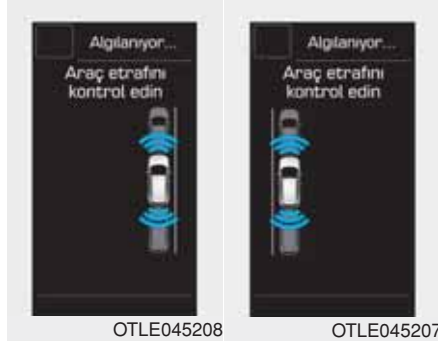 Algılanıyor...
Araç etrafını
kontrol edin
OTLE045208
Algılanıyor...
Araç etrafını
kontrol edin
OTLE045207